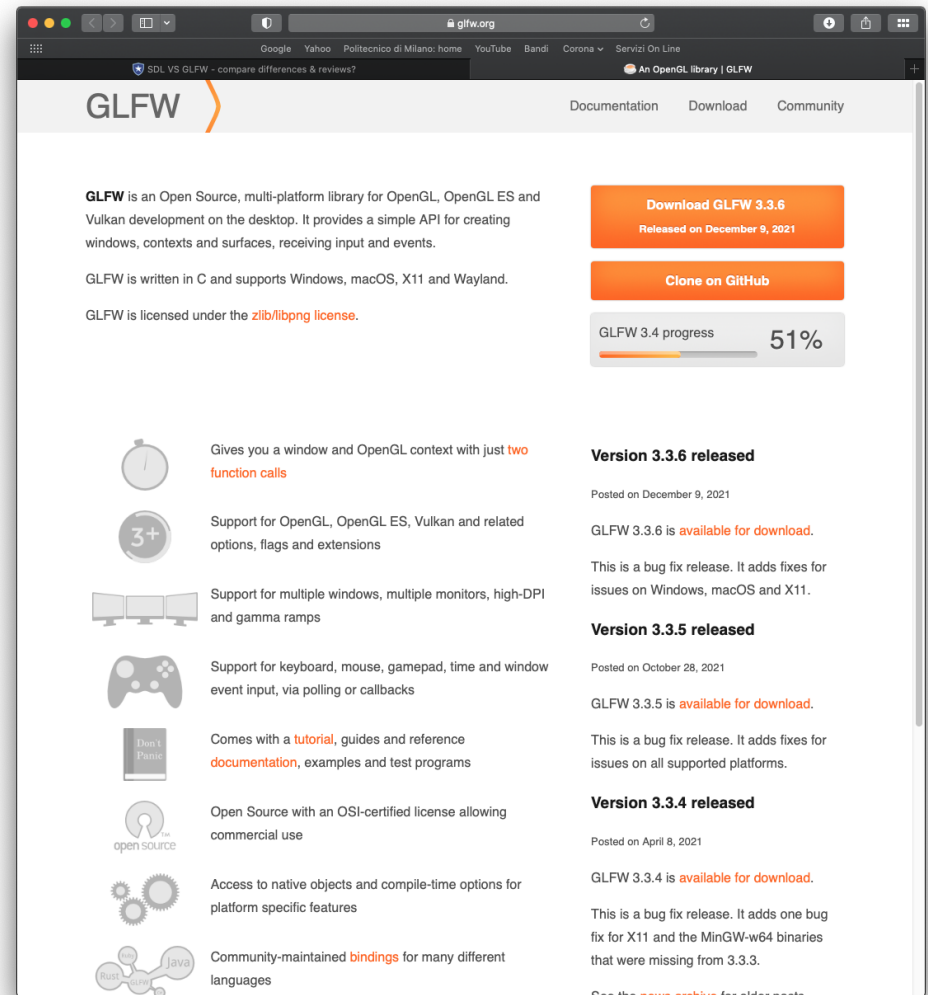 glfw.org
Google Yahoo Politecnico di Milano: home YouTube Bandi Corona Servizi On Line
SDL VS GLFW - compare differences & reviews?
An OpenGL library | GLFW
GLFW
Documentation Download Community
GLFW is an Open Source, multi-platform library for OpenGL, OpenGL ES and
Vulkan development on the desktop. It provides a simple API for creating
windows, contexts and surfaces, receiving input and events.
GLFW is written in C and supports Windows, macOS, X11 and Wayland.
GLFW is licensed under the zlib/libpng license.
Download GLFW 3.3.6
Released on December 9, 2021
Clone on GitHub
GLFW 3.4 progress
51%
Gives you a window and OpenGL context with just two
function calls
3+
Support for OpenGL, OpenGL ES, Vulkan and related
options, flags and extensions
Support for multiple windows, multiple monitors, high-DPI
and gamma ramps
Support for keyboard, mouse, gamepad, time and window
event input, via polling or callbacks
Don't
Panic
Comes with a tutorial, guides and reference
documentation, examples and test programs
open source
TM
Open Source with an OSI-certified license allowing
commercial use
Access to native objects and compile-time options for
platform specific features
Ruby
Java
Rust
GLFW
Community-maintained bindings for many different
languages
Version 3.3.6 released
Posted on December 9, 2021
GLFW 3.3.6 is available for download.
This is a bug fix release. It adds fixes for
issues on Windows, macOS and X11.
Version 3.3.5 released
Posted on October 28, 2021
GLFW 3.3.5 is available for download.
This is a bug fix release. It adds fixes for
issues on all supported platforms.
Version 3.3.4 released
Posted on April 8, 2021
GLFW 3.3.4 is available for download.
This is a bug fix release. It adds one bug
fix for X11 and the MinGW-w64 binaries
that were missing from 3.3.3.
See the news archive for older posts